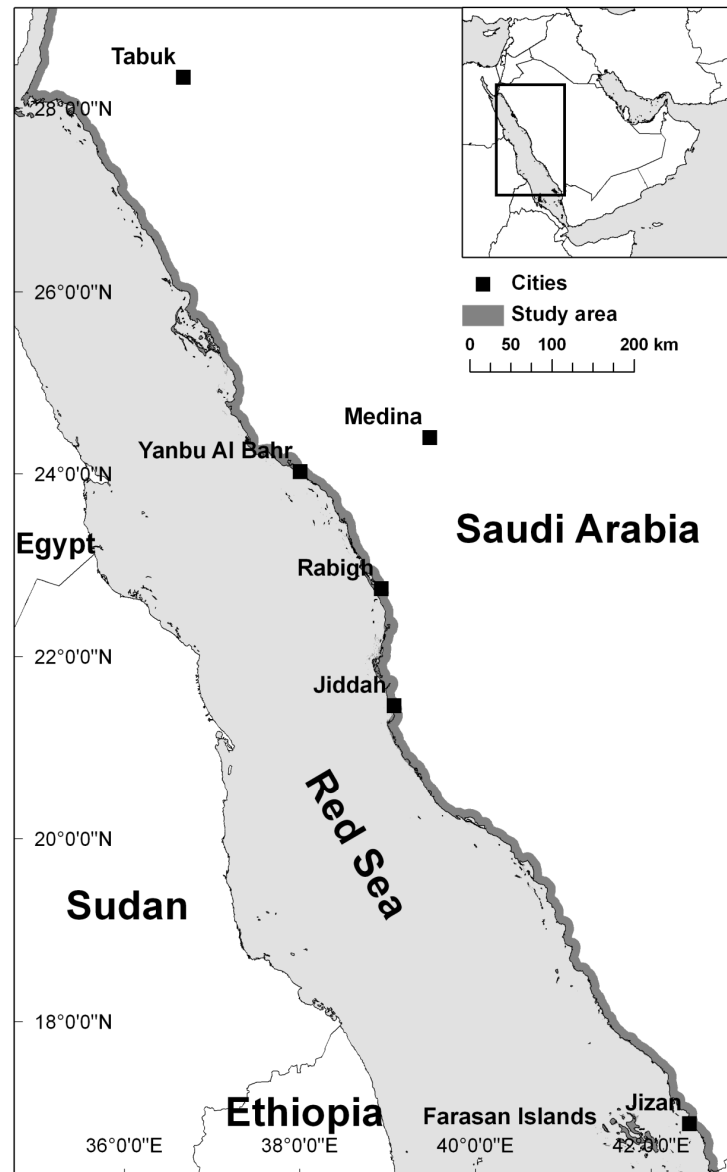 Tabuk
28°0'0"N
Cities
Study area
0 50 100 200 km
26°0'0"N
Medina
Yanbu Al Bahr
24°0'0"N
Saudi Arabia
Egypt
Rabigh
22°0'0"N
Jiddah
Red Sea
20°0'0"N
Sudan
18°0'0"N
Ethiopia
Farasan Islands
Jizan
36°0'0"E
38°0'0"E
40°0'0"E
42°0'0"E